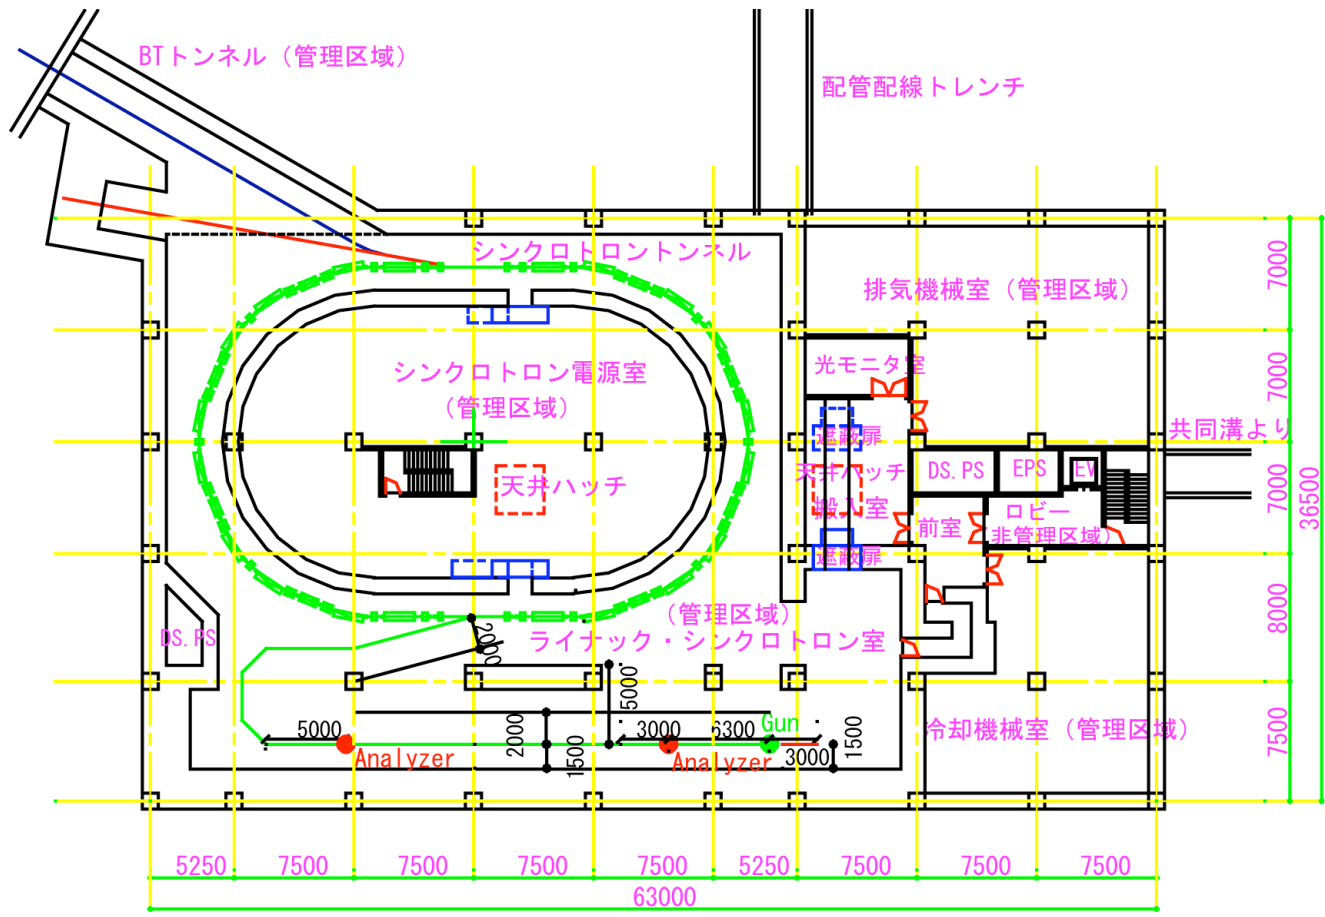 BTトンネル（管理区域）
配管配線トレンチ
シンクロトロントンネル
排気機械室（管理区域）
7000
シンクロトロン電源室
（管理区域）
光モニタ室
7000
遮蔽扉
共同溝より
天井ハッチ
天井ハッチ
DS.PS
EPS
EV
搬入室
前室
ロビー
非管理区域）
7000
36500
遮蔽扉
DS.PS
2000
（管理区域）
ライナック・シンクロトロン室
8000
5000
5000
2000
1500
3000
6300
Gun
3000
1500
Analyzer
Analyzer
冷却機械室（管理区域）
7500
5250
7500
7500
7500
7500
5250
7500
7500
7500
63000